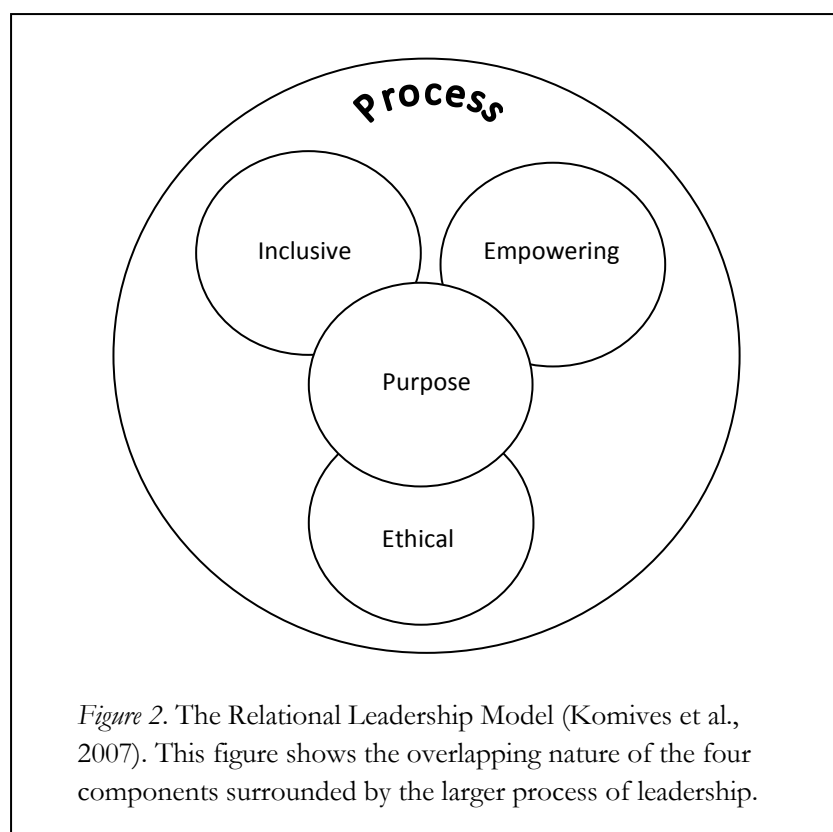 Process
Inclusive
Empowering
Purpose
Ethical
Figure 2. The Relational Leadership Model (Komives et al.,
2007). This figure shows the overlapping nature of the four
components surrounded by the larger process of leadership.